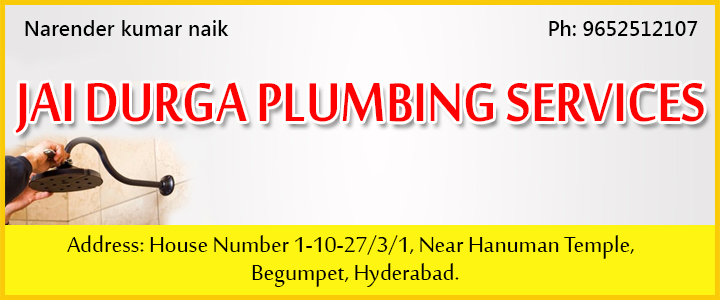 Narender kumar naik
Ph: 9652512107
JAI DURGA PLUMBING SERVICES
Address: House Number 1-10-27/3/1, Near Hanuman Temple,
Begumpet, Hyderabad.